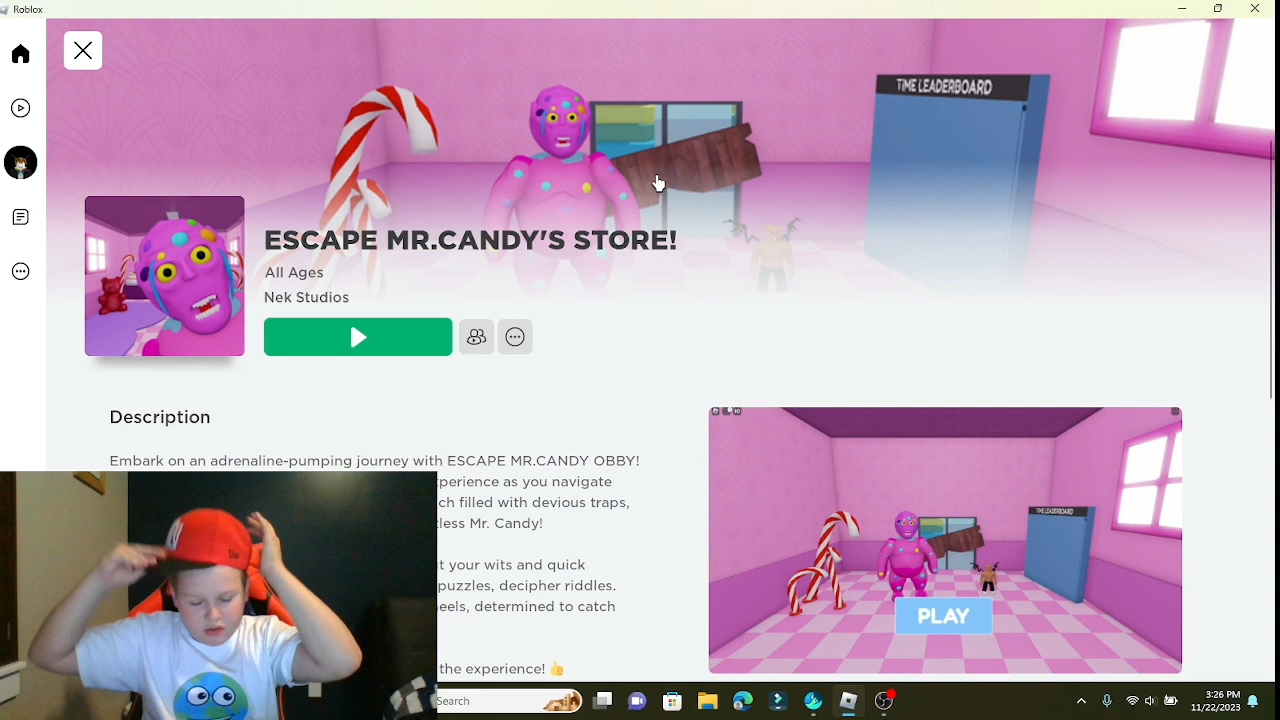 Roblox
TIME LEADERBOARD
ESCAPE MR.CANDY'S STORE!
All Ages
Nek Studios
Description
Embark on an adrenaline-pumping journey with ESCAPE MR.CANDY OBBY!
perience as you navigate
ch filled with devious traps,
less Mr. Candy!
t your wits and quick
puzzles, decipher riddles.
heels, determined to catch
the experience! 👍
TIME LEADERBOARD
PLAY
Search
3:26 PM
11/22/2023